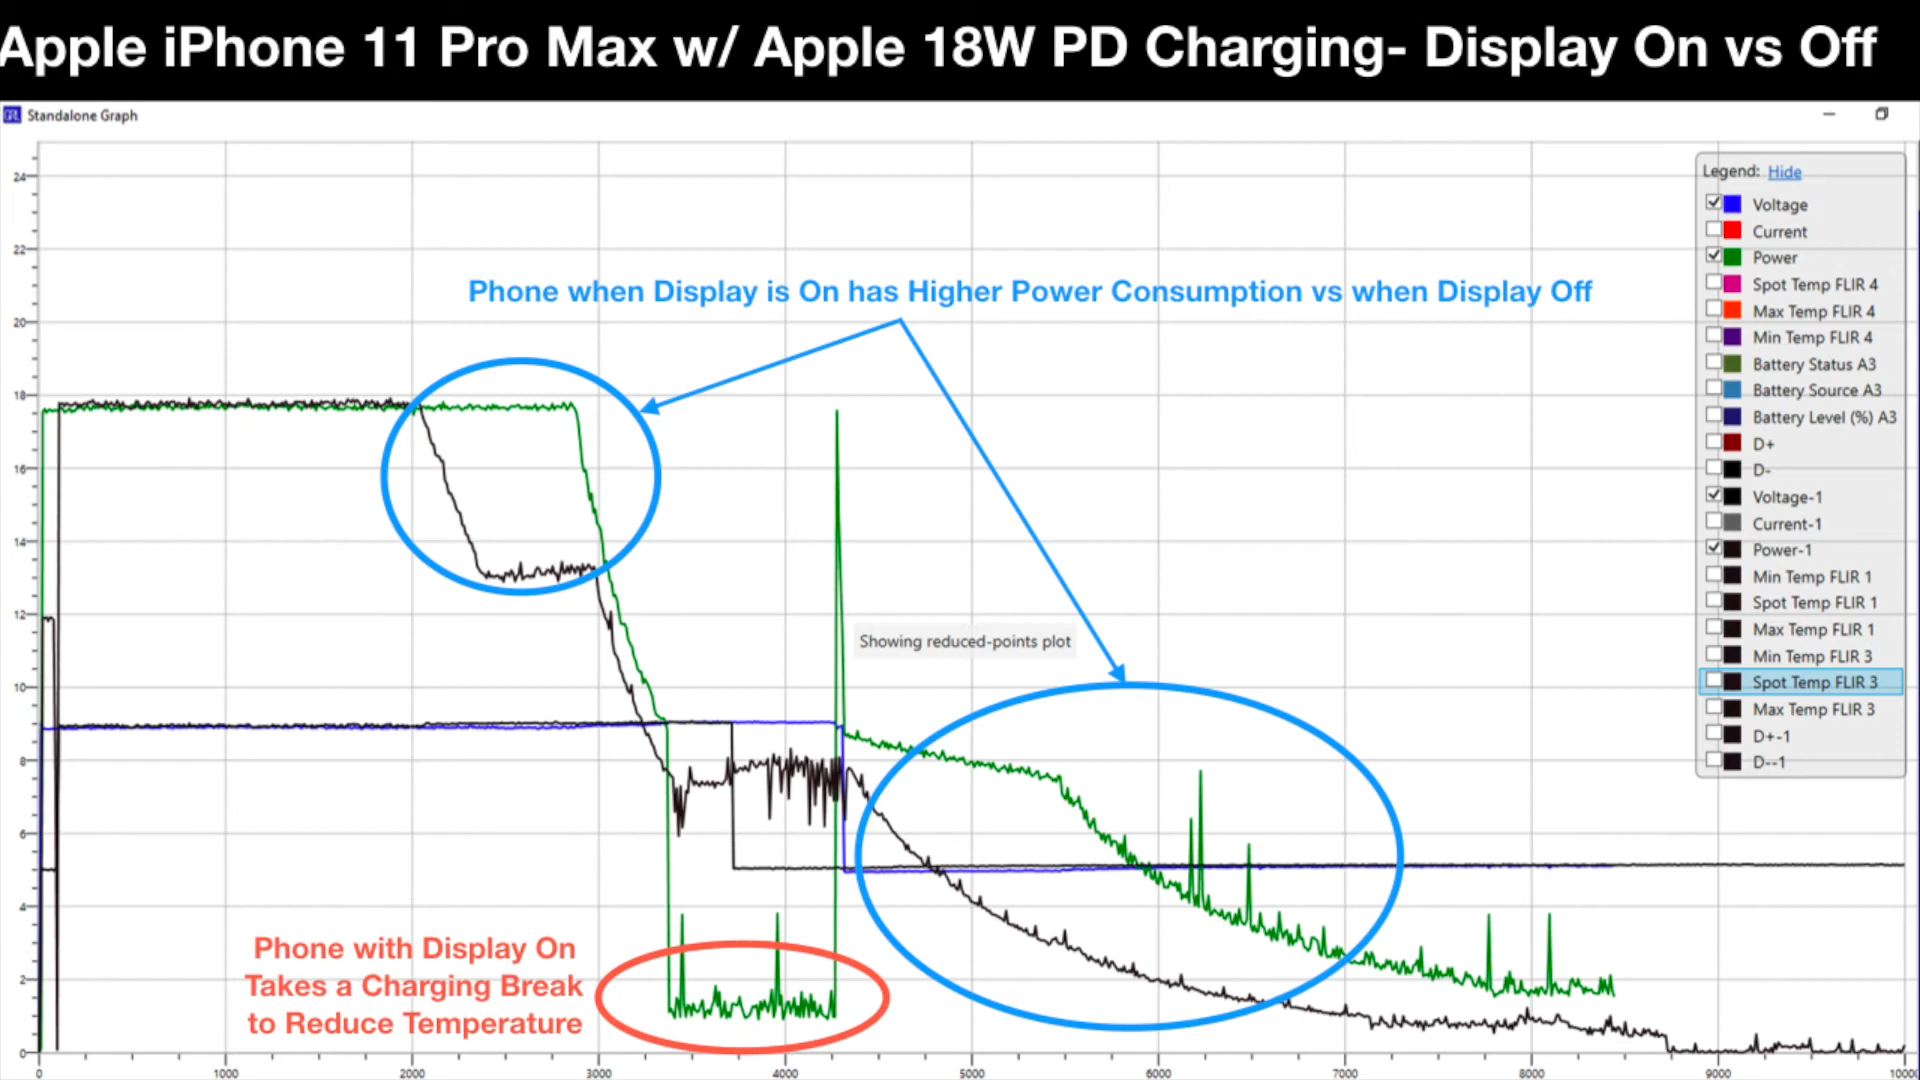 Apple iPhone 11 Pro Max w/ Apple 18W PD Charging- Display On vs Off
Standalone Graph
Legend: Hide
Voltage
Current
Power
Spot Temp FLIR 4
Max Temp FLIR 4
Min Temp FLIR 4
Battery Status A3
Battery Source A3
Battery Level (%) A3
D+
D-
Voltage-1
Current-1
Power-1
Min Temp FLIR 1
Spot Temp FLIR 1
Max Temp FLIR 1
Min Temp FLIR 3
Spot Temp FLIR 3
Max Temp FLIR 3
D+-1
D--1
Phone when Display is On has Higher Power Consumption vs when Display Off
Showing reduced-points plot
Phone with Display On
Takes a Charging Break
to Reduce Temperature
24
22
20
18
16
14
12
10
8
6
4
2
0
0 1000 2000 3000 4000 5000 6000 7000 8000 9000 10000